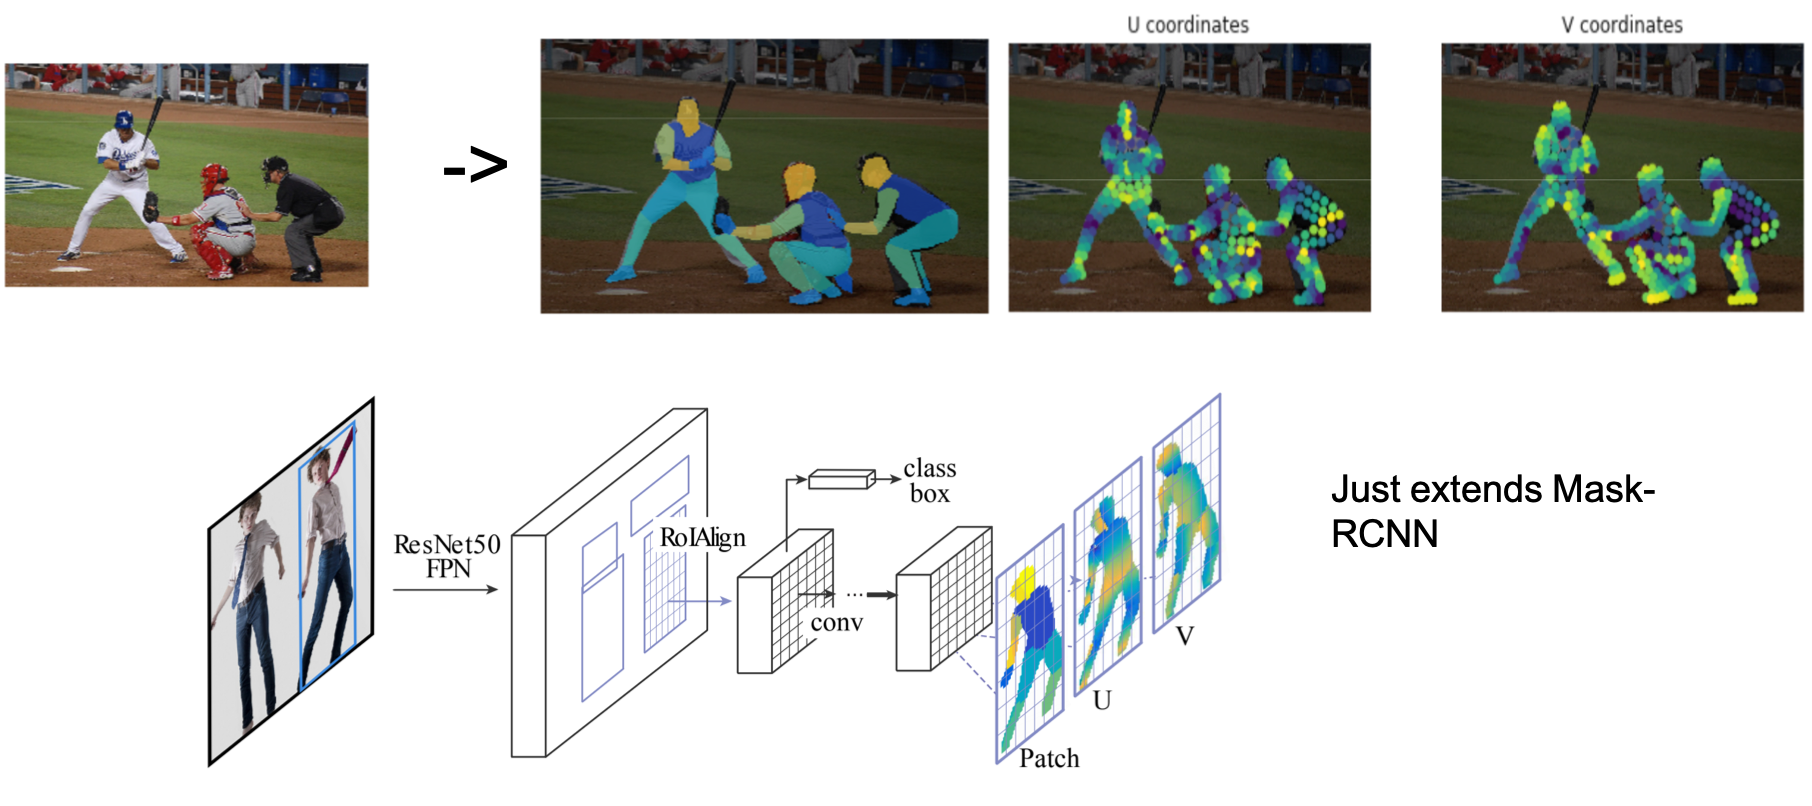 U coordinates
V coordinates
->
ResNet50
FPN
RoIAlign
class
box
conv
Patch
U
V
Just extends Mask-
RCNN